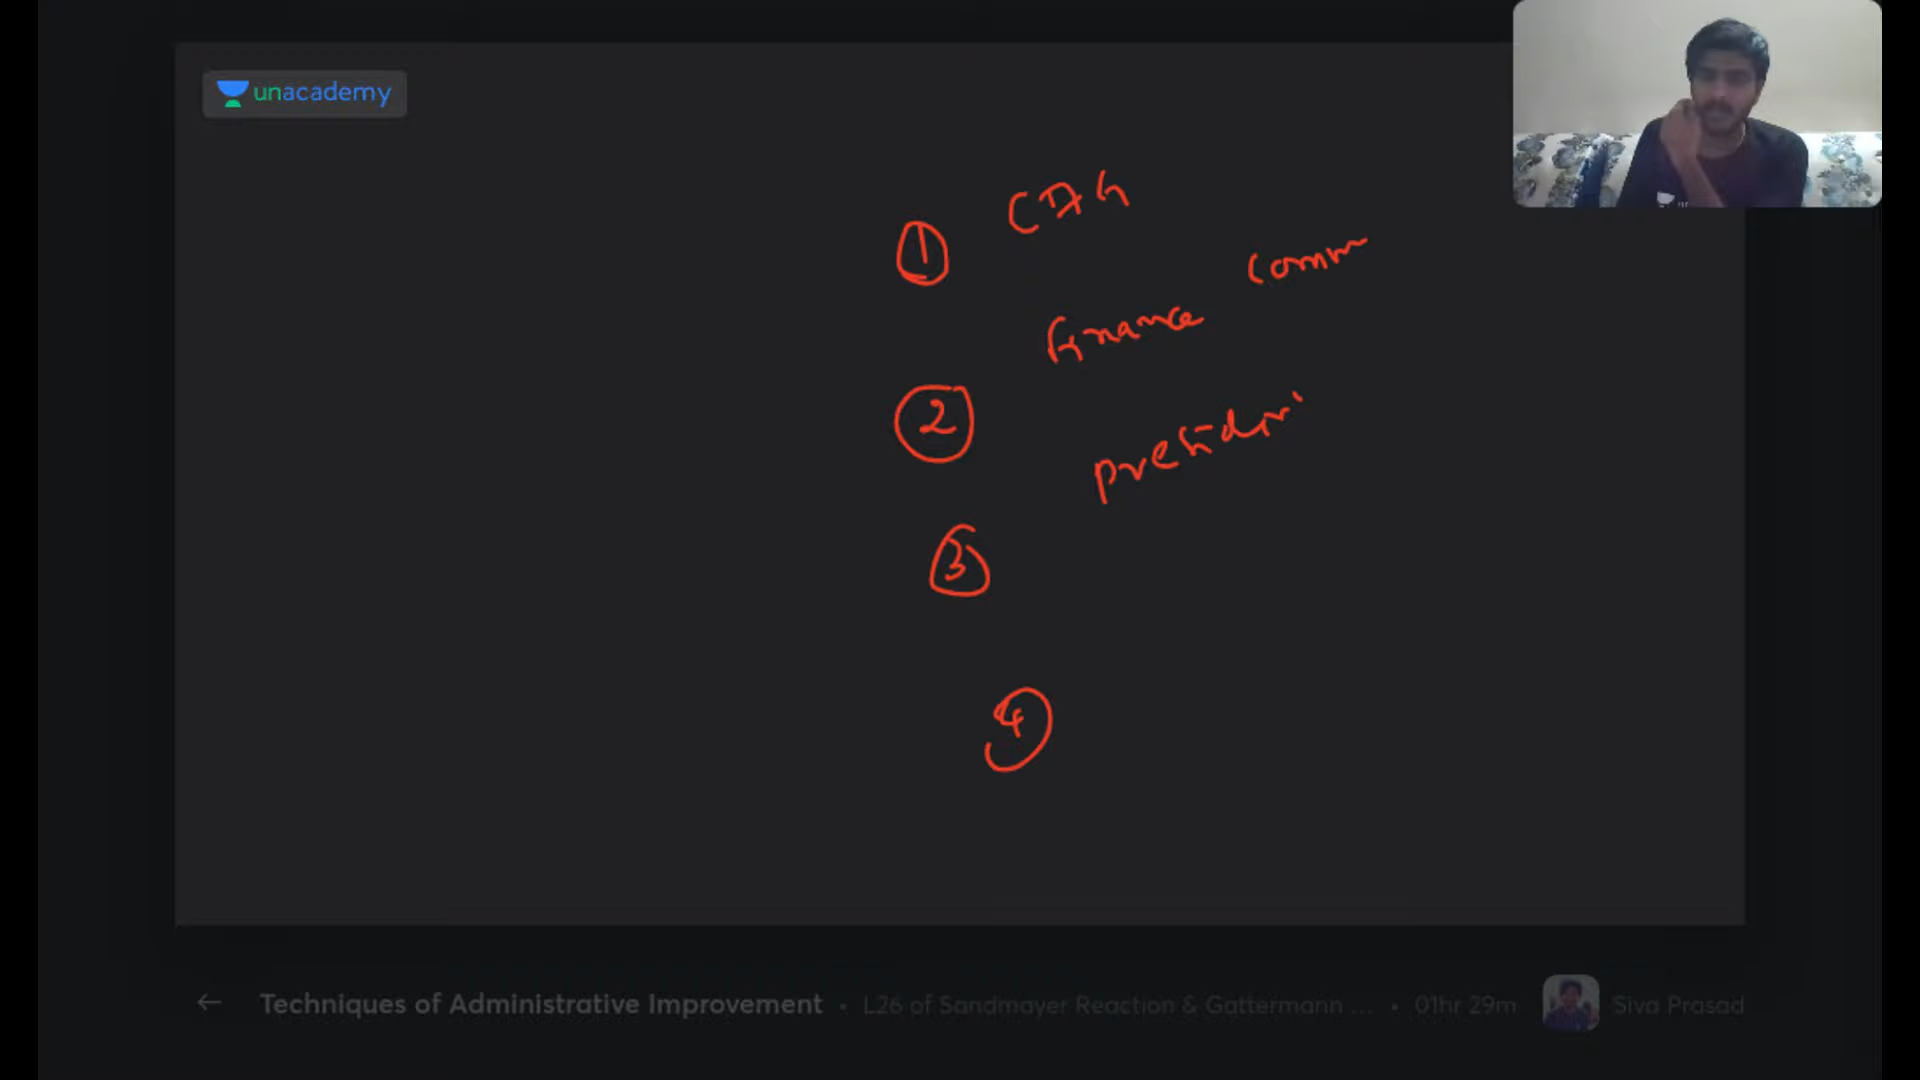 unacademy
CAG
①
comm
finance
②
president
③
④
Techniques of Administrative Improvement • L26 of Sandmayer Reaction & Gattermann ... • 01hr 29m Siva Prasad